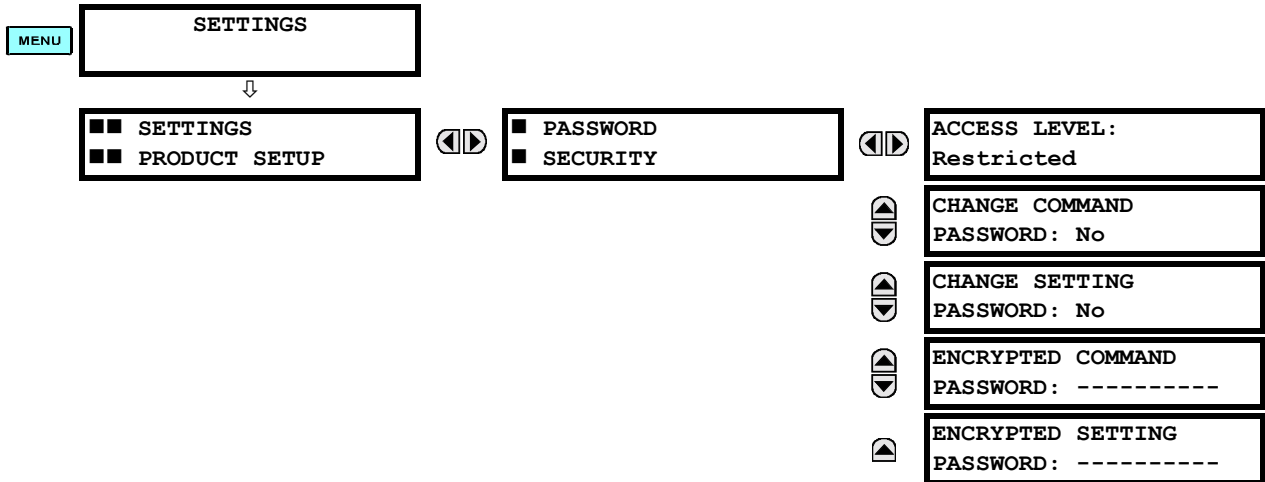 MENU
SETTINGS
■■ SETTINGS
■■ PRODUCT SETUP
■ PASSWORD
■ SECURITY
ACCESS LEVEL:
Restricted
CHANGE COMMAND
PASSWORD: No
CHANGE SETTING
PASSWORD: No
ENCRYPTED COMMAND
PASSWORD: ----------
ENCRYPTED SETTING
PASSWORD: ----------